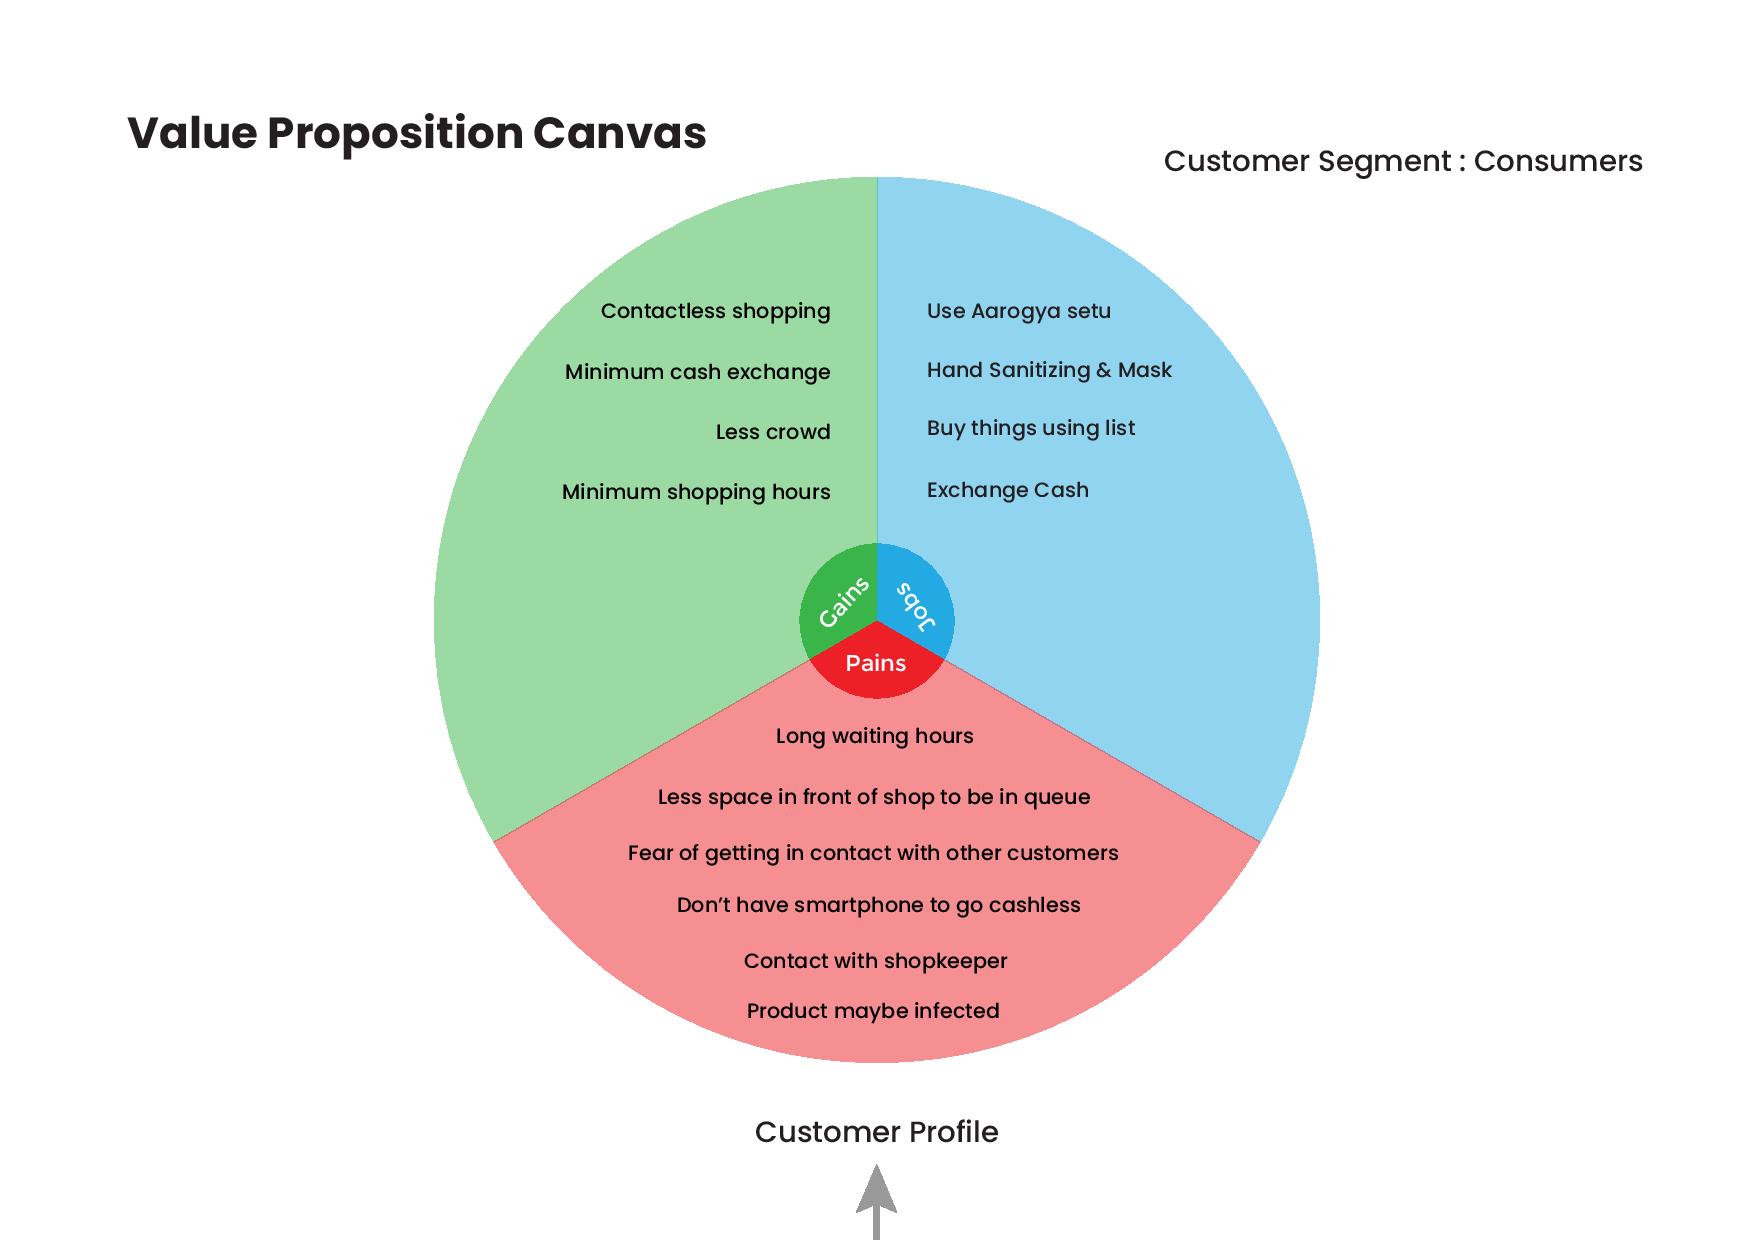 Value Proposition Canvas
Customer Segment : Consumers
Contactless shopping
Minimum cash exchange
Less crowd
Minimum shopping hours
Use Aarogya setu
Hand Sanitizing & Mask
Buy things using list
Exchange Cash
Gains
Jobs
Pains
Long waiting hours
Less space in front of shop to be in queue
Fear of getting in contact with other customers
Don’t have smartphone to go cashless
Contact with shopkeeper
Product maybe infected
Customer Profile